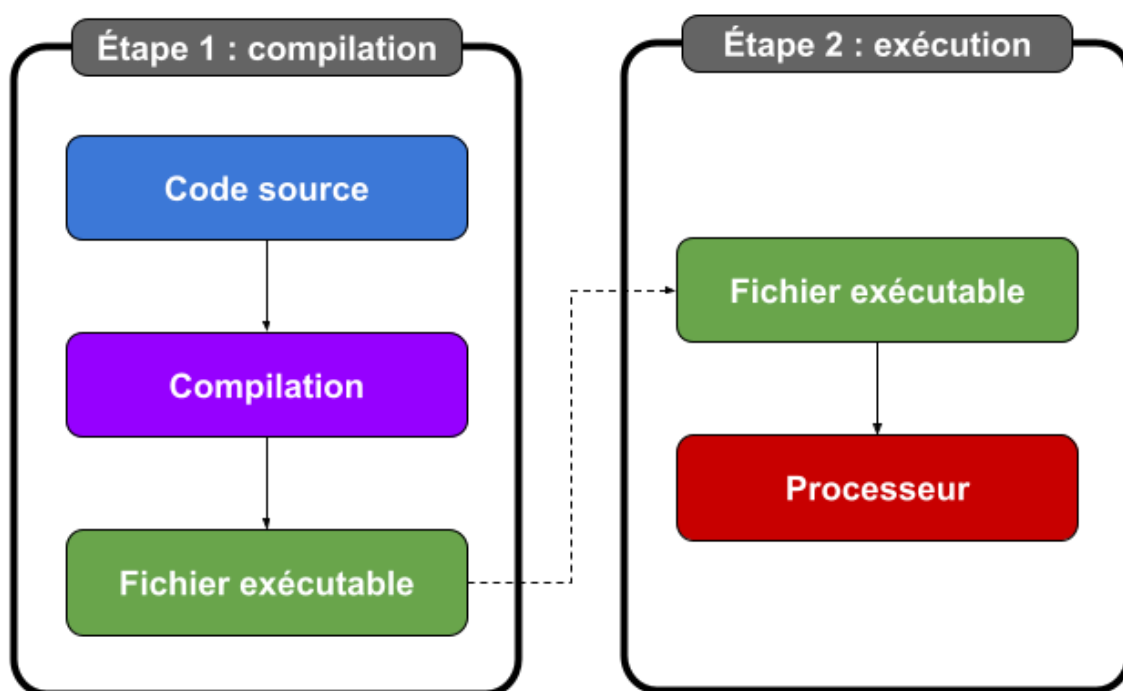 Étape 1 : compilation
Code source
Compilation
Fichier exécutable
Étape 2 : exécution
Fichier exécutable
Processeur